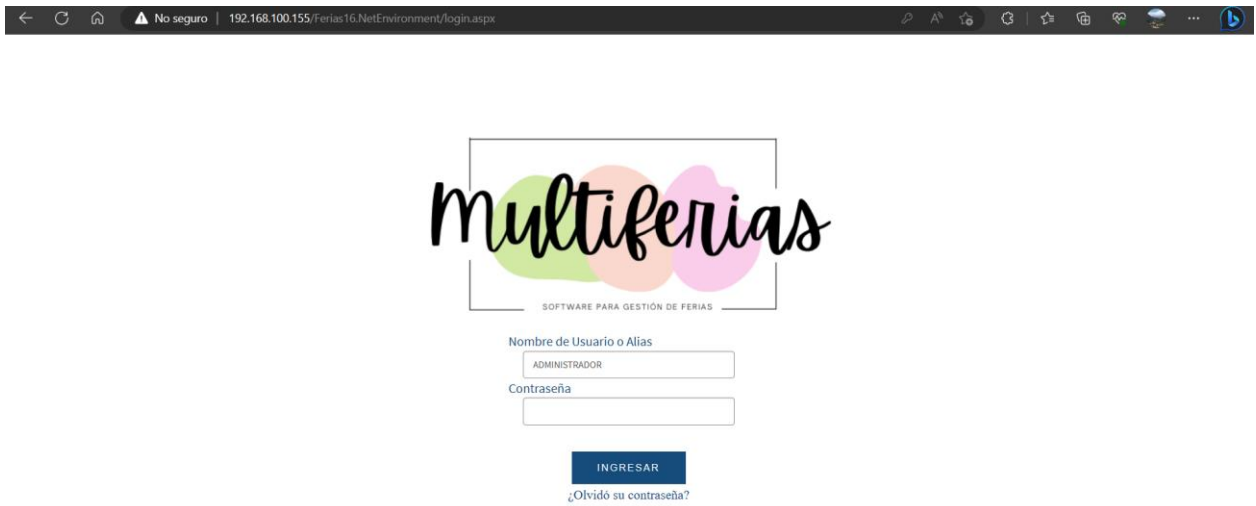 No seguro | 192.168.100.155/Ferias16.NetEnvironment/login.aspx
Multiferias
SOFTWARE PARA GESTIÓN DE FERIAS
Nombre de Usuario o Alias
ADMINISTRADOR
Contraseña
INGRESAR
¿Olvidó su contraseña?